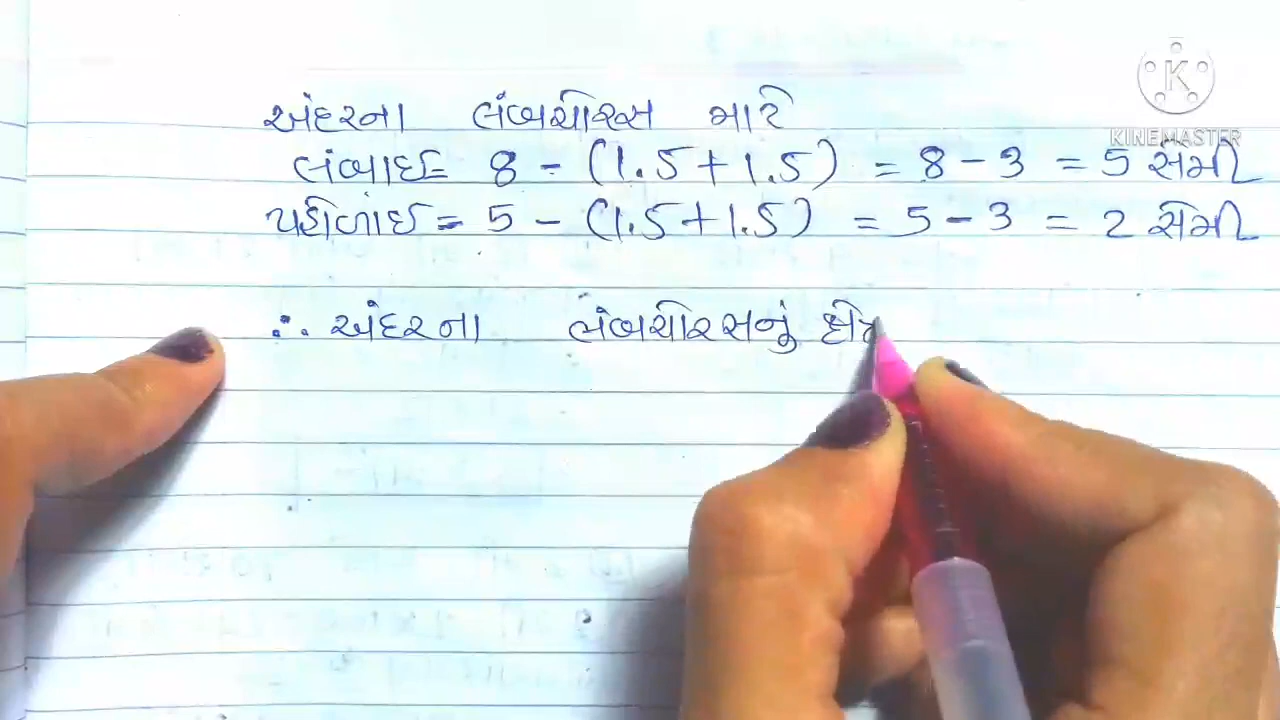 KINEMASTER
અંદરના લંબચોરસ માટે
લંબાઈ = 8 - (1.5 + 1.5) = 8 - 3 = 5 સેમી
પહોળાઈ = 5 - (1.5 + 1.5) = 5 - 3 = 2 સેમી
∴ અંદરના લંબચોરસનું